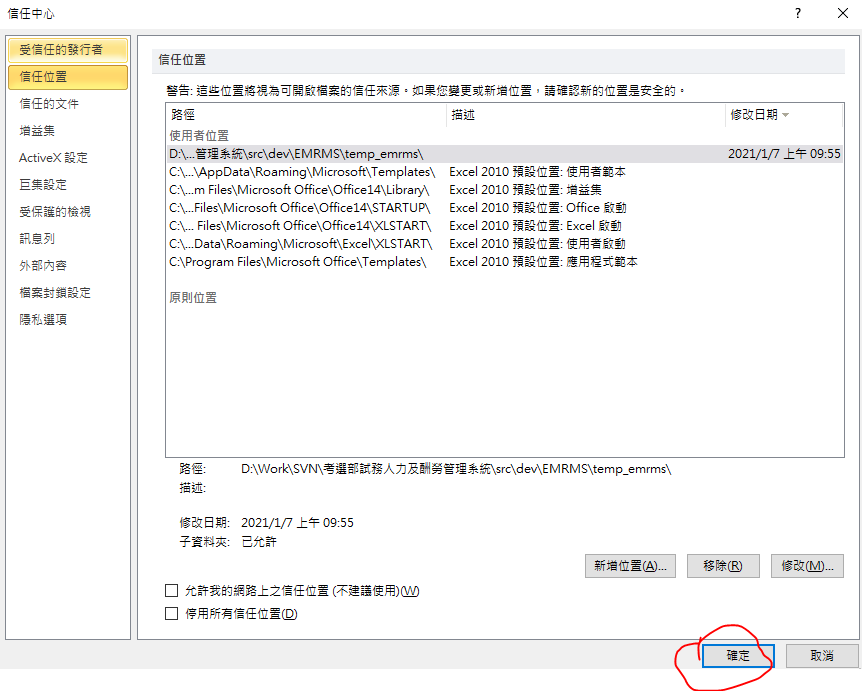 信任中心 ?
受信任的發行者
信任位置
信任的文件
增益集
ActiveX 設定
巨集設定
受保護的檢視
訊息列
外部內容
檔案封鎖設定
隱私選項
信任位置
警告: 這些位置將視為可開啟檔案的信任來源。如果您變更或新增位置，請確認新的位置是安全的。
路徑 描述 修改日期
使用者位置
D:\...管理系統\src\dev\EMRMS\temp_emrms\ 2021/1/7 上午 09:55
C:\...\AppData\Roaming\Microsoft\Templates\ Excel 2010 預設位置: 使用者範本
C:\...m Files\Microsoft Office\Office14\Library\ Excel 2010 預設位置: 增益集
C:\...Files\Microsoft Office\Office14\STARTUP\ Excel 2010 預設位置: Office 啟動
C:\... Files\Microsoft Office\Office14\XLSTART\ Excel 2010 預設位置: Excel 啟動
C:\...Data\Roaming\Microsoft\Excel\XLSTART\ Excel 2010 預設位置: 使用者啟動
C:\Program Files\Microsoft Office\Templates\ Excel 2010 預設位置: 應用程式範本
原則位置
路徑: D:\Work\SVN\考選部試務人力及酬勞管理系統\src\dev\EMRMS\temp_emrms\
描述:
修改日期: 2021/1/7 上午 09:55
子資料夾: 已允許
新增位置(A)... 移除(R) 修改(M)...
允許我的網路上之信任位置 (不建議使用)(W)
停用所有信任位置(D)
確定 取消